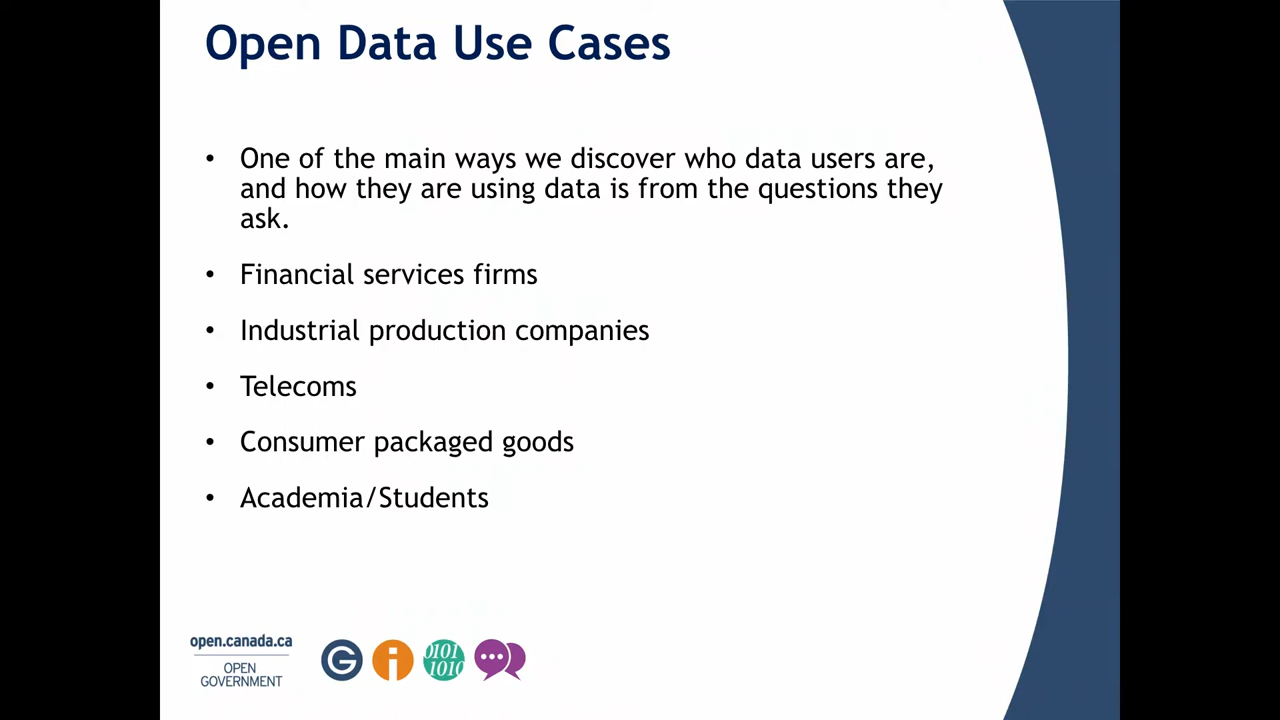 Open Data Use Cases
• One of the main ways we discover who data users are,
and how they are using data is from the questions they
ask.
• Financial services firms
• Industrial production companies
• Telecoms
• Consumer packaged goods
• Academia/Students
open.canada.ca
OPEN
GOVERNMENT
G
i
0101
1010